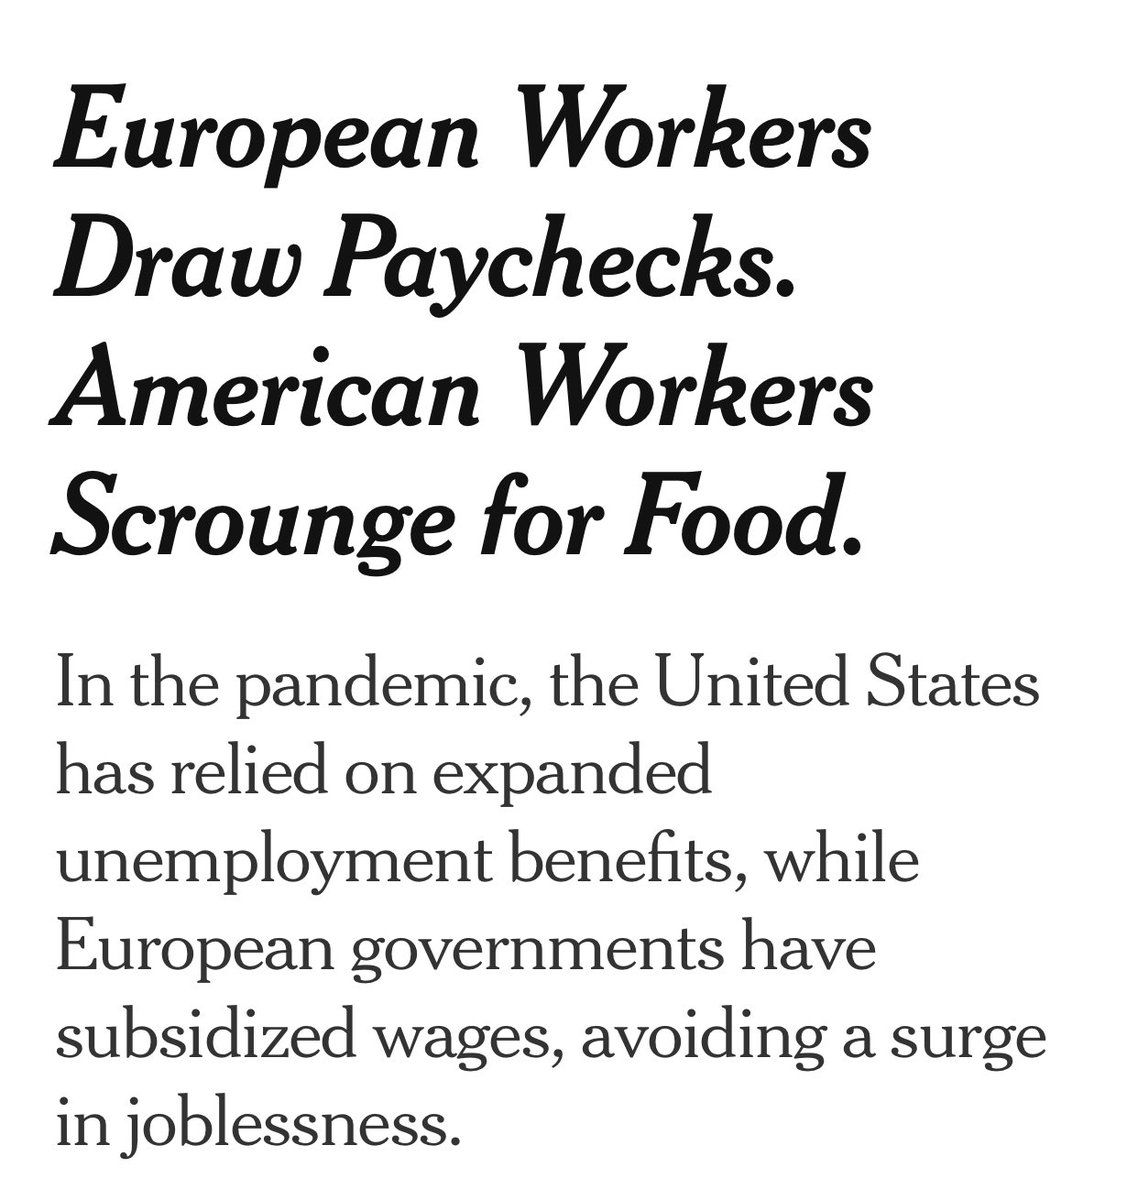 European Workers
Draw Paychecks.
American Workers
Scrounge for Food.
In the pandemic, the United States
has relied on expanded
unemployment benefits, while
European governments have
subsidized wages, avoiding a surge
in joblessness.